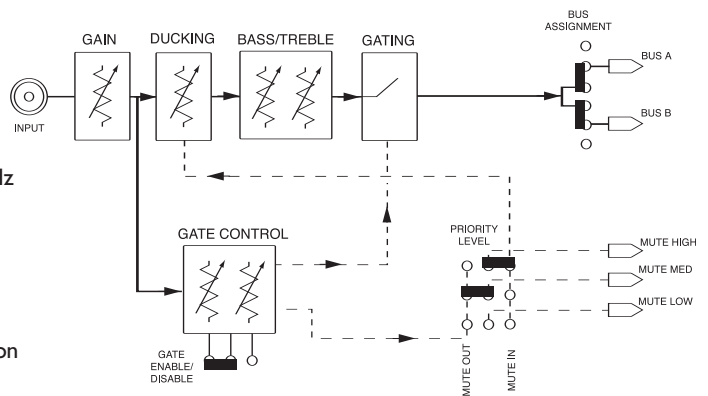 BUS
ASSIGNMENT
GAIN
DUCKING
BASS/TREBLE
GATING
BUS A
INPUT
BUS B
GATE CONTROL
PRIORITY
LEVEL
MUTE HIGH
MUTE MED
MUTE LOW
GATE
ENABLE/
DISABLE
MUTE OUT
MUTE IN